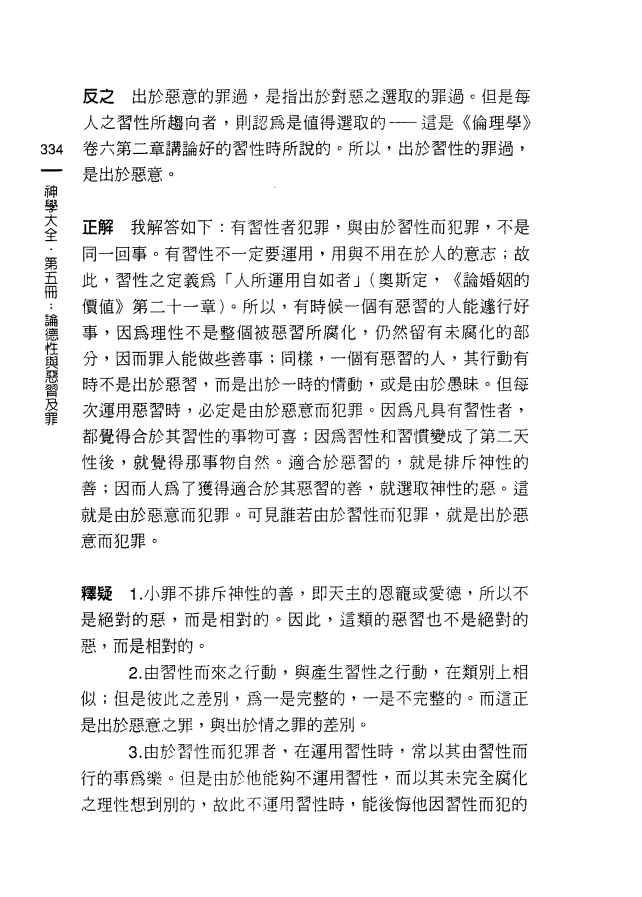 反之　出於惡意的罪過，是指出於對惡之選取的罪過。但是每
人之習性所趨向者，則認爲是値得選取的——這是《倫理學》
卷六第二章講論好的習性時所說的。所以，出於習性的罪過，
是出於惡意。
334
神學大全．第五冊：論德性與惡習及罪
正解　我解答如下：有習性者犯罪，與由於習性而犯罪，不是
同一回事。有習性不一定要運用，用與不用在於人的意志；故
此，習性之定義爲「人所運用自如者」（奧斯定，《論婚姻的
價値》第二十一章）。所以，有時候一個有惡習的人能遽行好
事，因爲理性不是整個被惡習所腐化，仍然留有未腐化的部
分，因而罪人能做些善事；同樣，一個有惡習的人，其行動有
時不是出於惡習，而是出於一時的情動，或是由於愚昧。但每
次運用惡習時，必定是由於惡意而犯罪。因爲凡具有習性者，
都覺得合於其習性的事物可喜；因爲習性和習慣變成了第二天
性後，就覺得那事物自然。適合於惡習的，就是排斥神性的
善；因而人爲了獲得適合於其惡習的善，就選取神性的惡。這
就是由於惡意而犯罪。可見誰若由於習性而犯罪，就是出於惡
意而犯罪。
釋疑　1.小罪不排斥神性的善，即天主的恩寵或愛德，所以不
是絕對的惡，而是相對的。因此，這類的惡習也不是絕對的
惡，而是相對的。
2.由習性而來之行動，與產生習性之行動，在類別上相
似；但是彼此之差別，爲一是完整的，一是不完整的。而這正
是出於惡意之罪，與出於情之罪的差別。
3.由於習性而犯罪者，在運用習性時，常以其由習性而
行的事爲樂。但是由於他能夠不運用習性，而以其未完全腐化
之理性想到別的，故此不運用習性時，能後悔他因習性而犯的